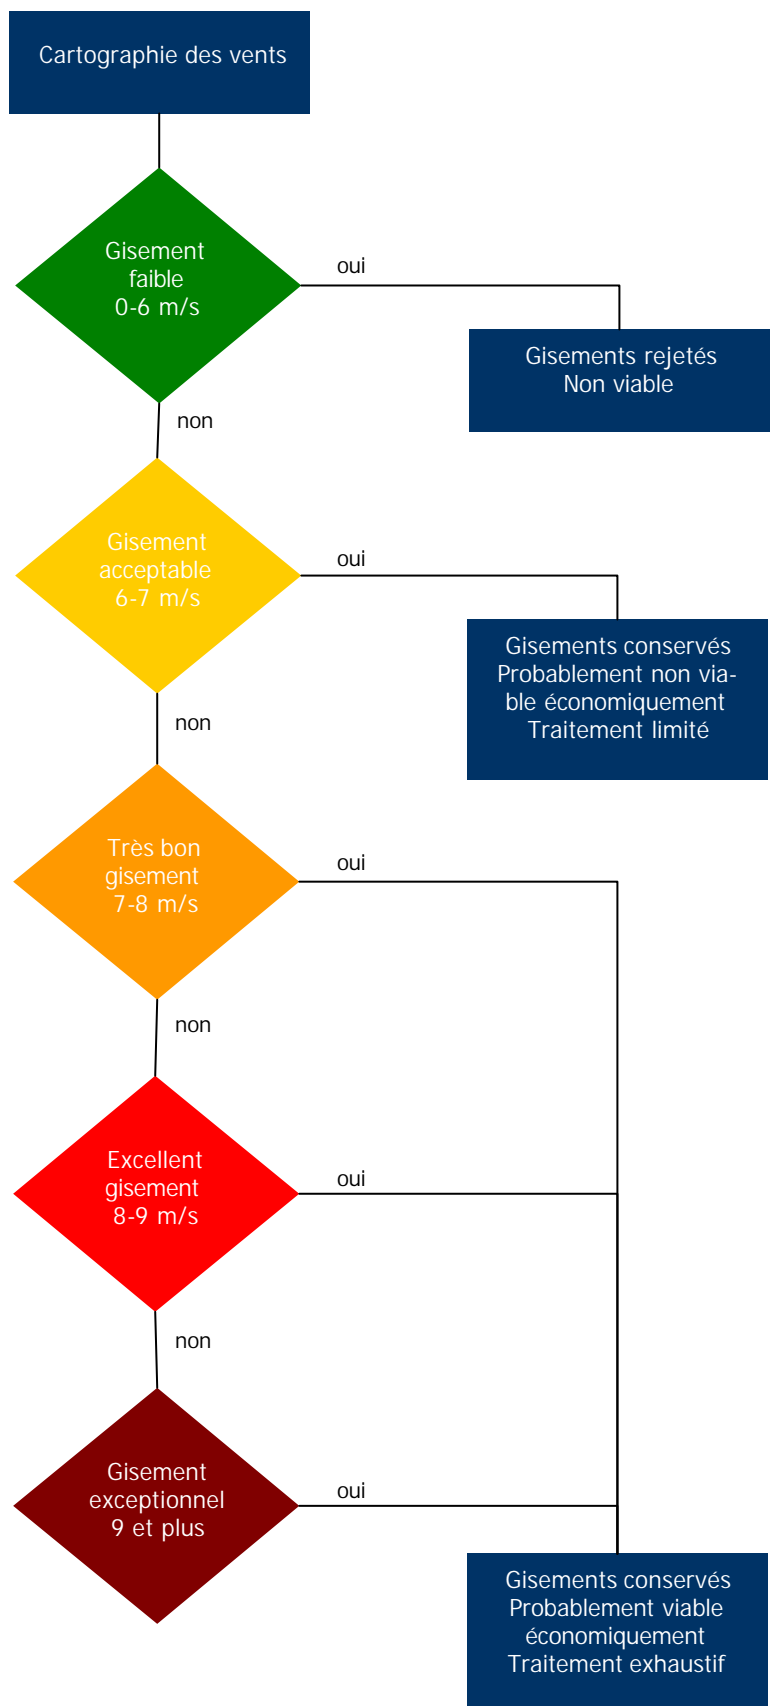 Cartographie des vents
Gisement
faible
0-6 m/s
oui
Gisements rejetés
Non viable
non
Gisement
acceptable
6-7 m/s
oui
Gisements conservés
Probablement non via-
ble économiquement
Traitement limité
non
Très bon
gisement
7-8 m/s
oui
non
Excellent
gisement
8-9 m/s
oui
non
Gisement
exceptionnel
9 et plus
oui
Gisements conservés
Probablement viable
économiquement
Traitement exhaustif